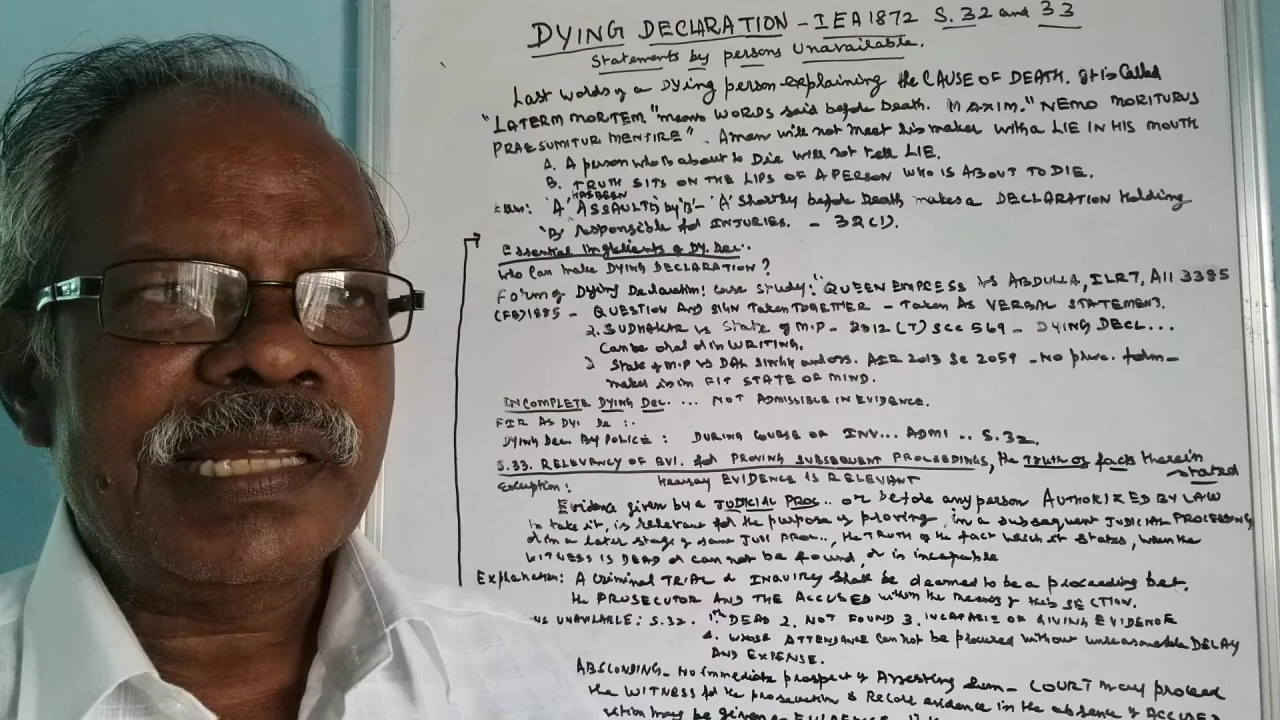 DYING DECLARATION - IEA 1872 S. 32 and 33
Statements by persons Unavailable.
Last words of a Dying person explaining the CAUSE OF DEATH. It is Called
"LATERM MORTEM" means WORDS said before Death. MAXIM. "NEMO MORITURUS
PRAESUMITUR MENTIRE". A man will not meet his maker with a LIE IN HIS MOUTH
A. A person who is about to Die will not tell LIE.
B. TRUTH SITS ON THE LIPS OF A PERSON WHO IS ABOUT TO DIE.
'A' HAS BEEN ASSAULTED by 'B' - 'A' Shortly before Death makes a DECLARATION Holding
'B' responsible for INJURIES. - 32(1).
Essential Ingredients of Dy. Dec.
Who Can make DYING DECLARATION?
Form of Dying Declaration: case study: "QUEEN EMPRESS Vs ABDULLA, ILR 7, All 3385
(FB) 1885 - QUESTION AND SIGN Taken TOGETHER - Taken As VERBAL STATEMENT.
2. SUDHAKAR Vs State of M.P - 2012 (7) SCC 569 - DYING DECL...
Can be oral or in WRITING.
3 State of M.P Vs DAL Singh and ors. AIR 2013 Sc 2059 - No form -
makes is in FIT STATE OF MIND.
INCOMPLETE DYING DEC. ... NOT ADMISSIBLE IN EVIDENCE.
FIR AS Dy. De :.
DYING Dec. By POLICE : DURING COURSE OF INV... ADMI .. S. 32.
S. 33. RELEVANCY OF EVI. for PROVING SUBSEQUENT PROCEEDINGS, the TRUTH of facts therein stated
Exception: Hearsay EVIDENCE IS RELEVANT
Evidence given by a JUDICIAL PROC.. or before any person AUTHORIZED BY LAW
to take it, is relevant for the purpose of proving, in a subsequent JUDICIAL PROCEEDING
or in a later stage of same JUDI PROC.., the TRUTH of the fact which it states, when the
WITNESS IS DEAD or can not be found, or is incapable
Explanation: A Criminal TRIAL or INQUIRY shall be deemed to be a proceeding bet.
the PROSECUTOR AND THE ACCUSED within the meaning of this SECTION.
UNAVAILABLE: S. 32. 1. DEAD 2. NOT FOUND 3. INCAPABLE OF GIVING EVIDENCE
4. WHOSE ATTENDANCE Can not be procured without unreasonable DELAY
AND EXPENSE.
ABSCONDING - No immediate prospect of Arresting him - COURT may proceed
the WITNESS for the prosecution & Record evidence in the absence of ACCUSED
may be given